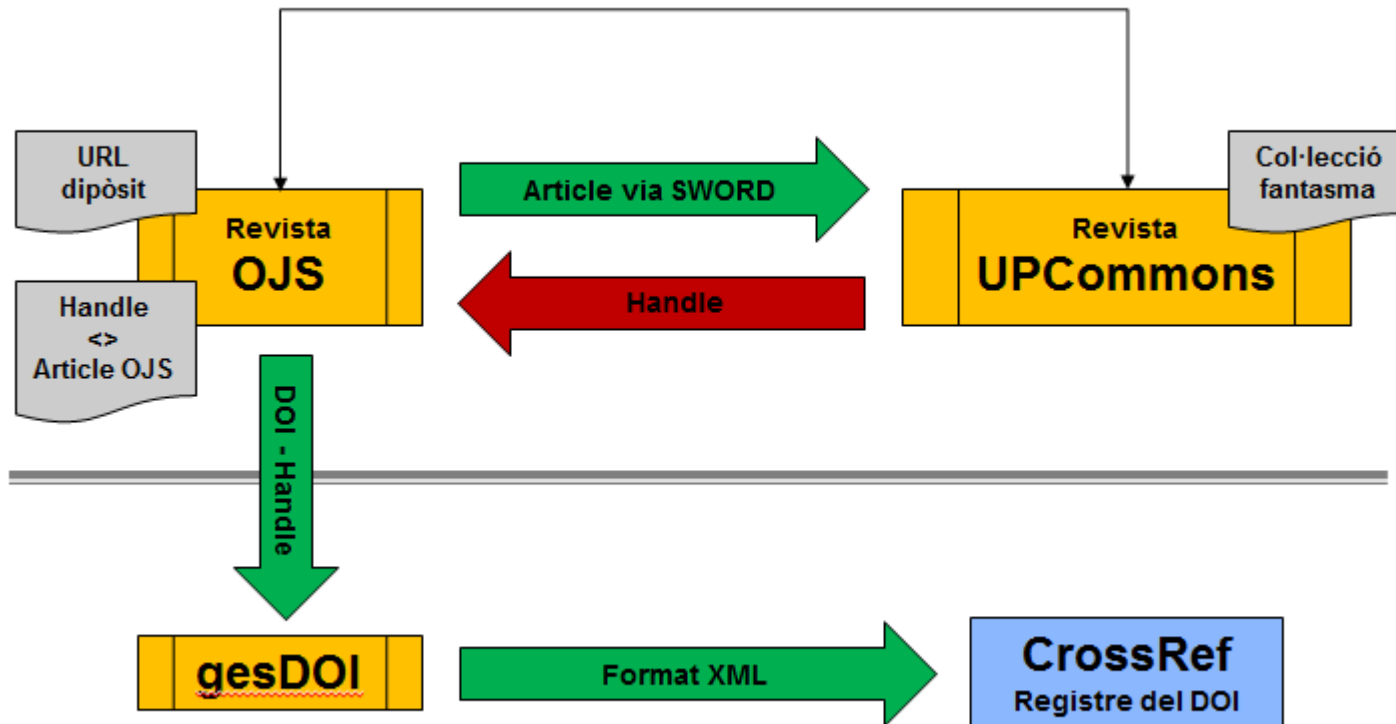 URL
dipòsit
Revista
OJS
Handle
<>
Article OJS
Article via SWORD
Handle
Col·lecció
fantasma
Revista
UPCommons
DOI - Handle
gesDOI
Format XML
CrossRef
Registre del DOI